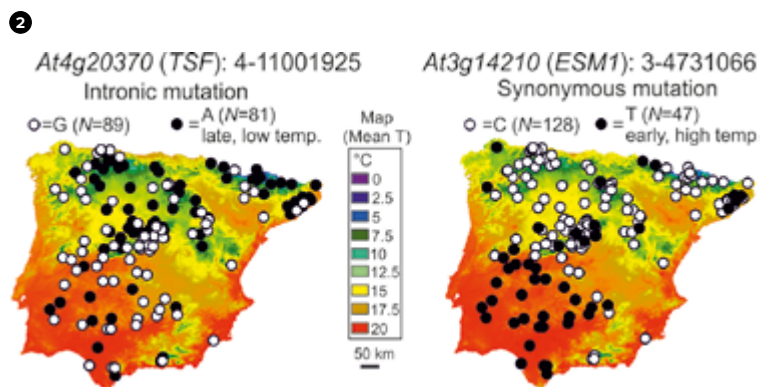 2
At4g20370 (TSF): 4-11001925
Intronic mutation
=G (N=89)
=A (N=81)
late, low temp.
Map
(Mean T)
°C
0
2.5
5
7.5
10
12.5
15
17.5
20
50 km
At3g14210 (ESM1): 3-4731066
Synonymous mutation
=C (N=128)
=T (N=47)
early, high temp